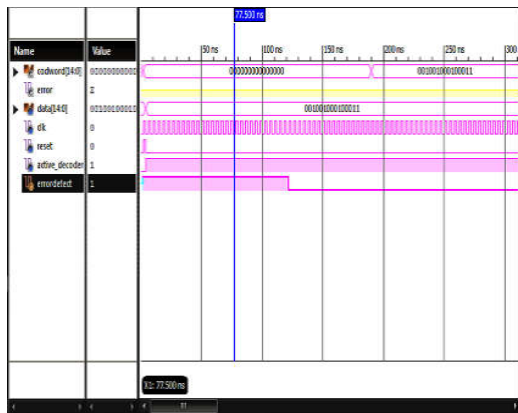 77.500 ns
Name Value 50 ns 100 ns 150 ns 200 ns 250 ns 300
codword[14:0] 00000000000 000000000000000 001001000100011
error Z
data[14:0] 00100100010 001001000100011
clk 0
reset 0
active_decoder 1
errordetect 1
X1: 77.500 ns